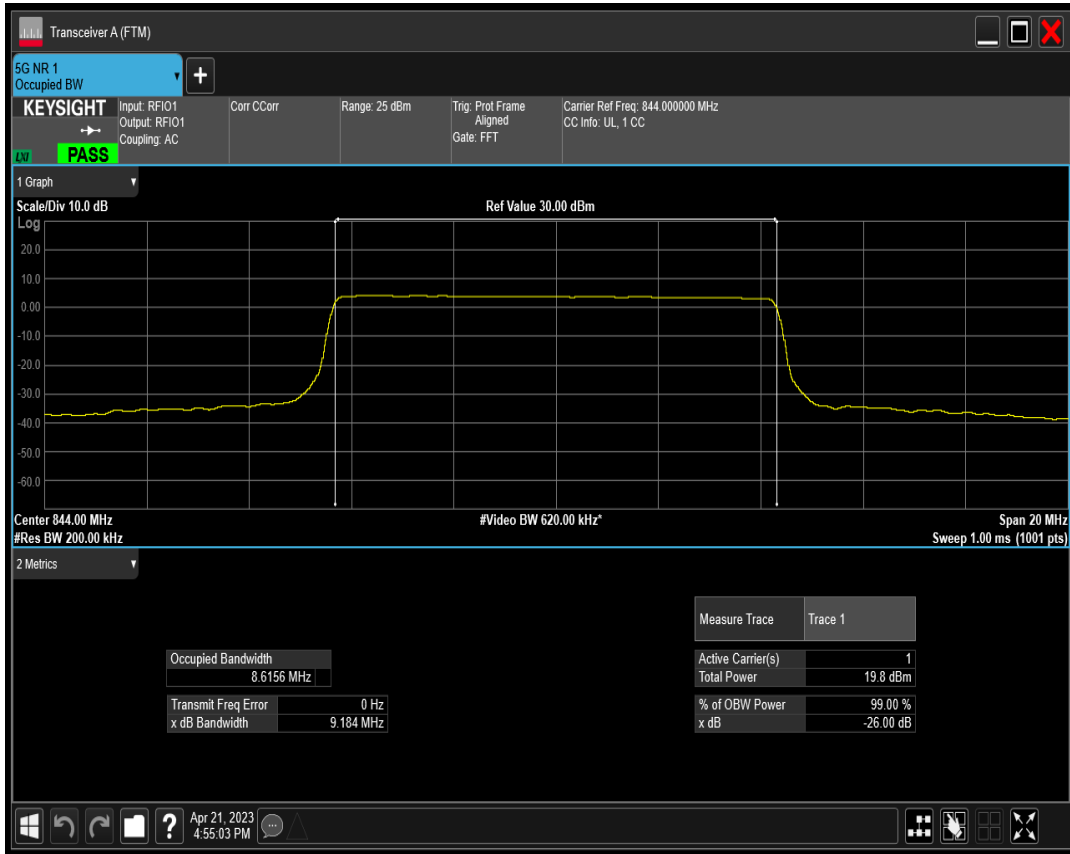 Transceiver A (FTM)
5G NR 1
Occupied BW
+
KEYSIGHT
LXI
PASS
Input: RFIO1
Output: RFIO1
Coupling: AC
Corr CCorr
Range: 25 dBm
Trig: Prot Frame
Aligned
Gate: FFT
Carrier Ref Freq: 844.000000 MHz
CC Info: UL, 1 CC
1 Graph
Scale/Div 10.0 dB
Ref Value 30.00 dBm
Log
20.0
10.0
0.00
-10.0
-20.0
-30.0
-40.0
-50.0
-60.0
Center 844.00 MHz
#Video BW 620.00 kHz*
Span 20 MHz
#Res BW 200.00 kHz
Sweep 1.00 ms (1001 pts)
2 Metrics
Measure Trace Trace 1
Occupied Bandwidth
8.6156 MHz
Active Carrier(s) 1
Total Power 19.8 dBm
Transmit Freq Error 0 Hz
x dB Bandwidth 9.184 MHz
% of OBW Power 99.00 %
x dB -26.00 dB
?
Apr 21, 2023
4:55:03 PM